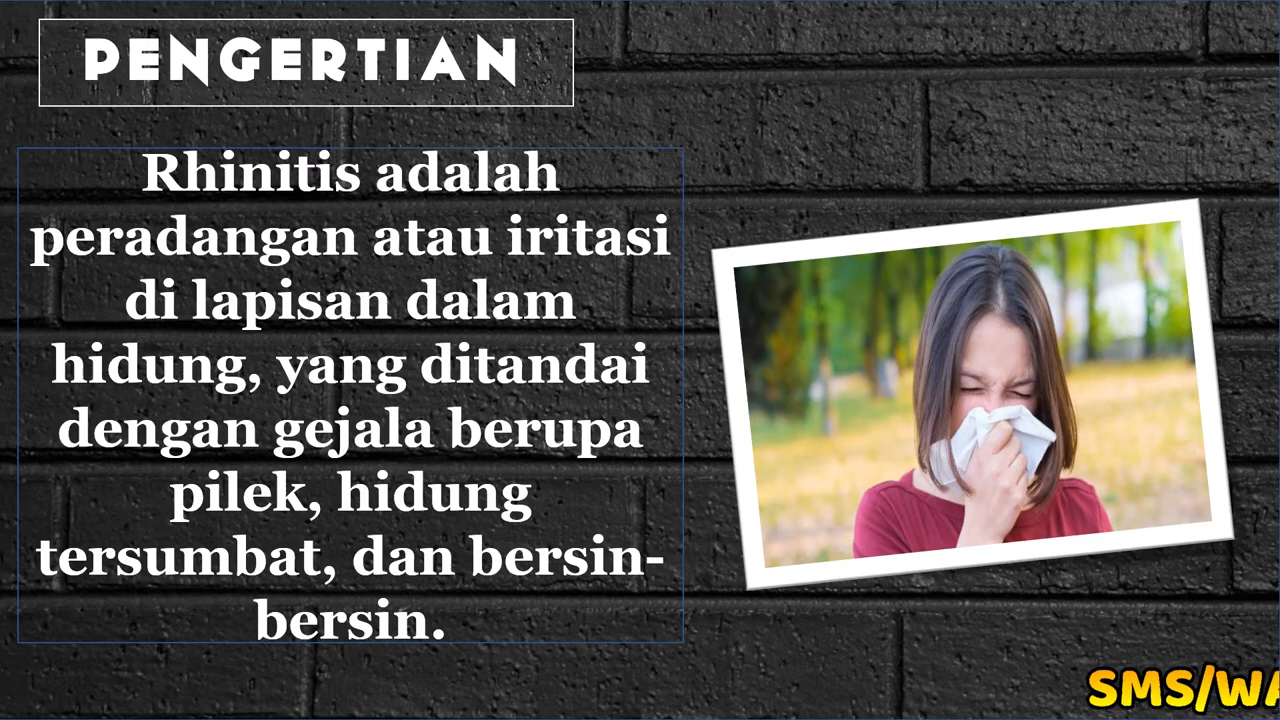 PENGERTIAN
Rhinitis adalah
peradangan atau iritasi
di lapisan dalam
hidung, yang ditandai
dengan gejala berupa
pilek, hidung
tersumbat, dan bersin-
bersin.
SMS/WA